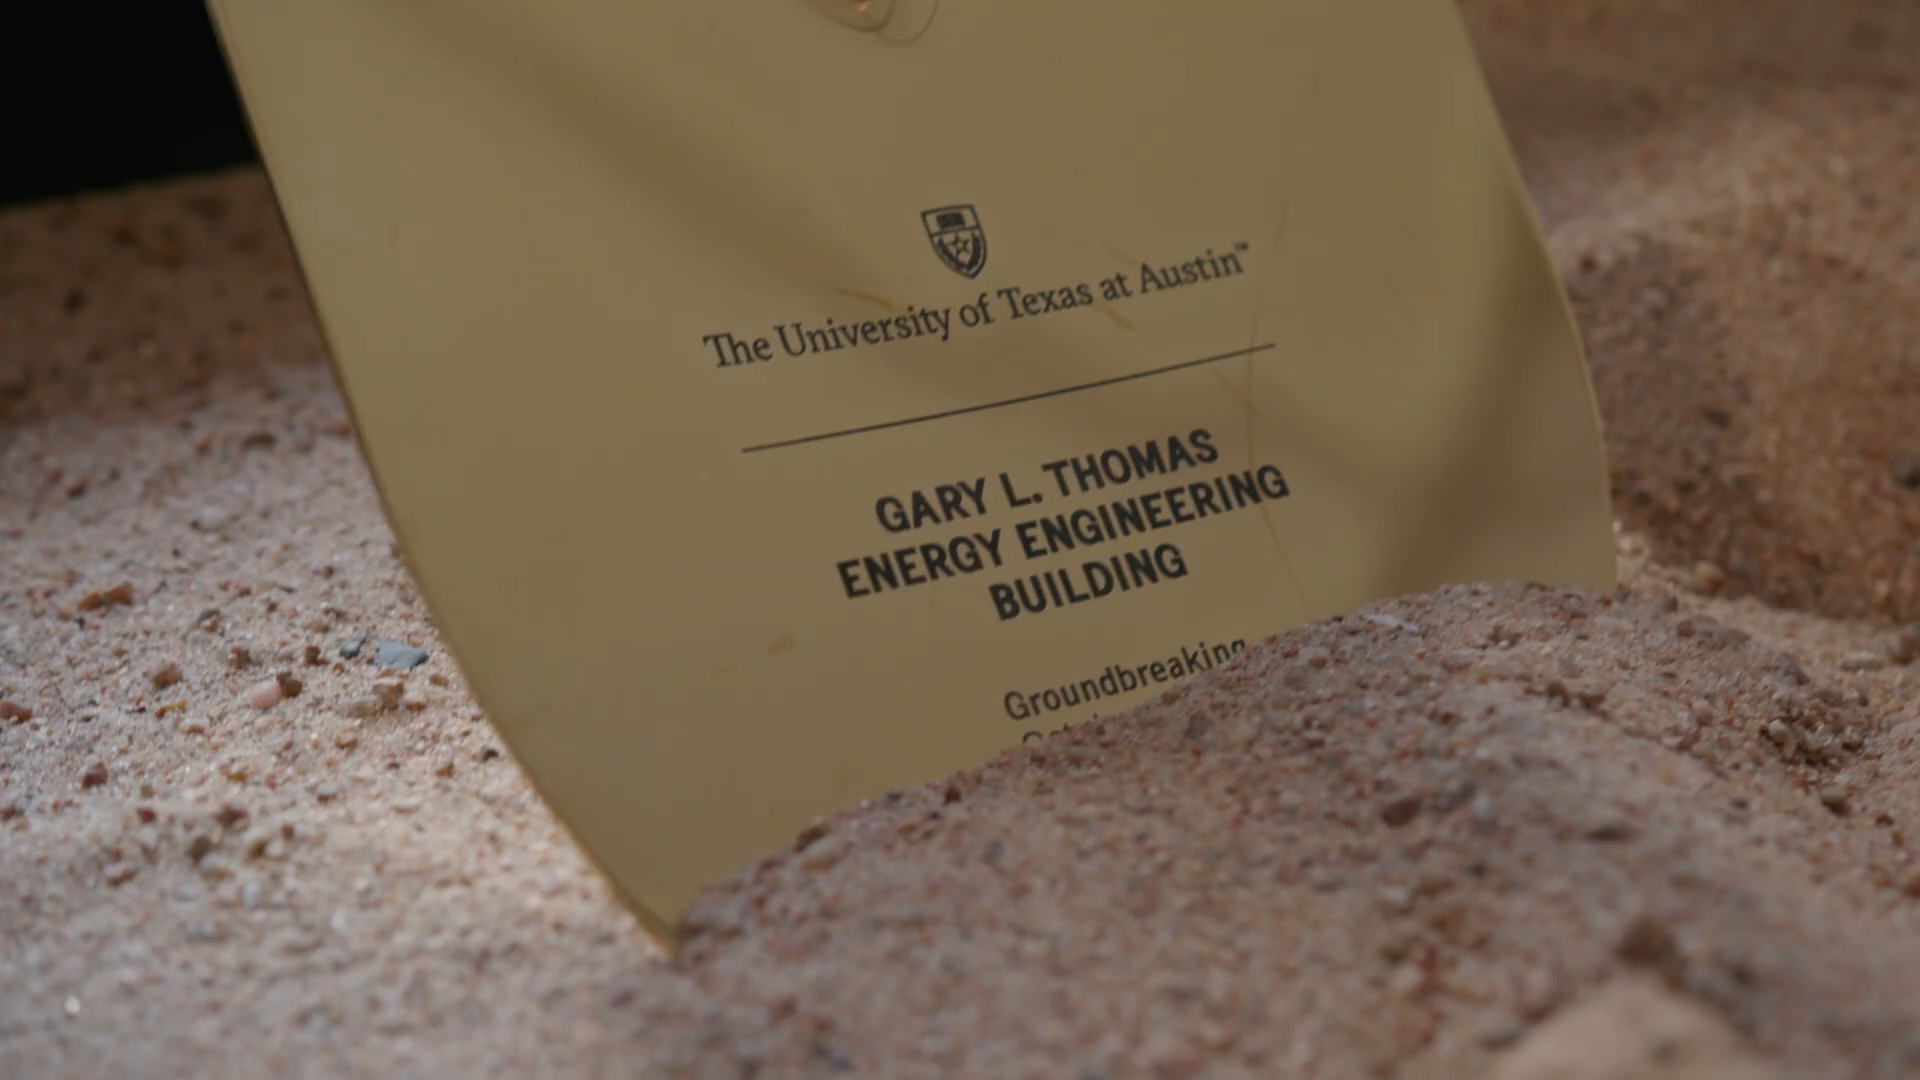 The University of Texas at Austin™
GARY L. THOMAS
ENERGY ENGINEERING
BUILDING
Groundbreaking